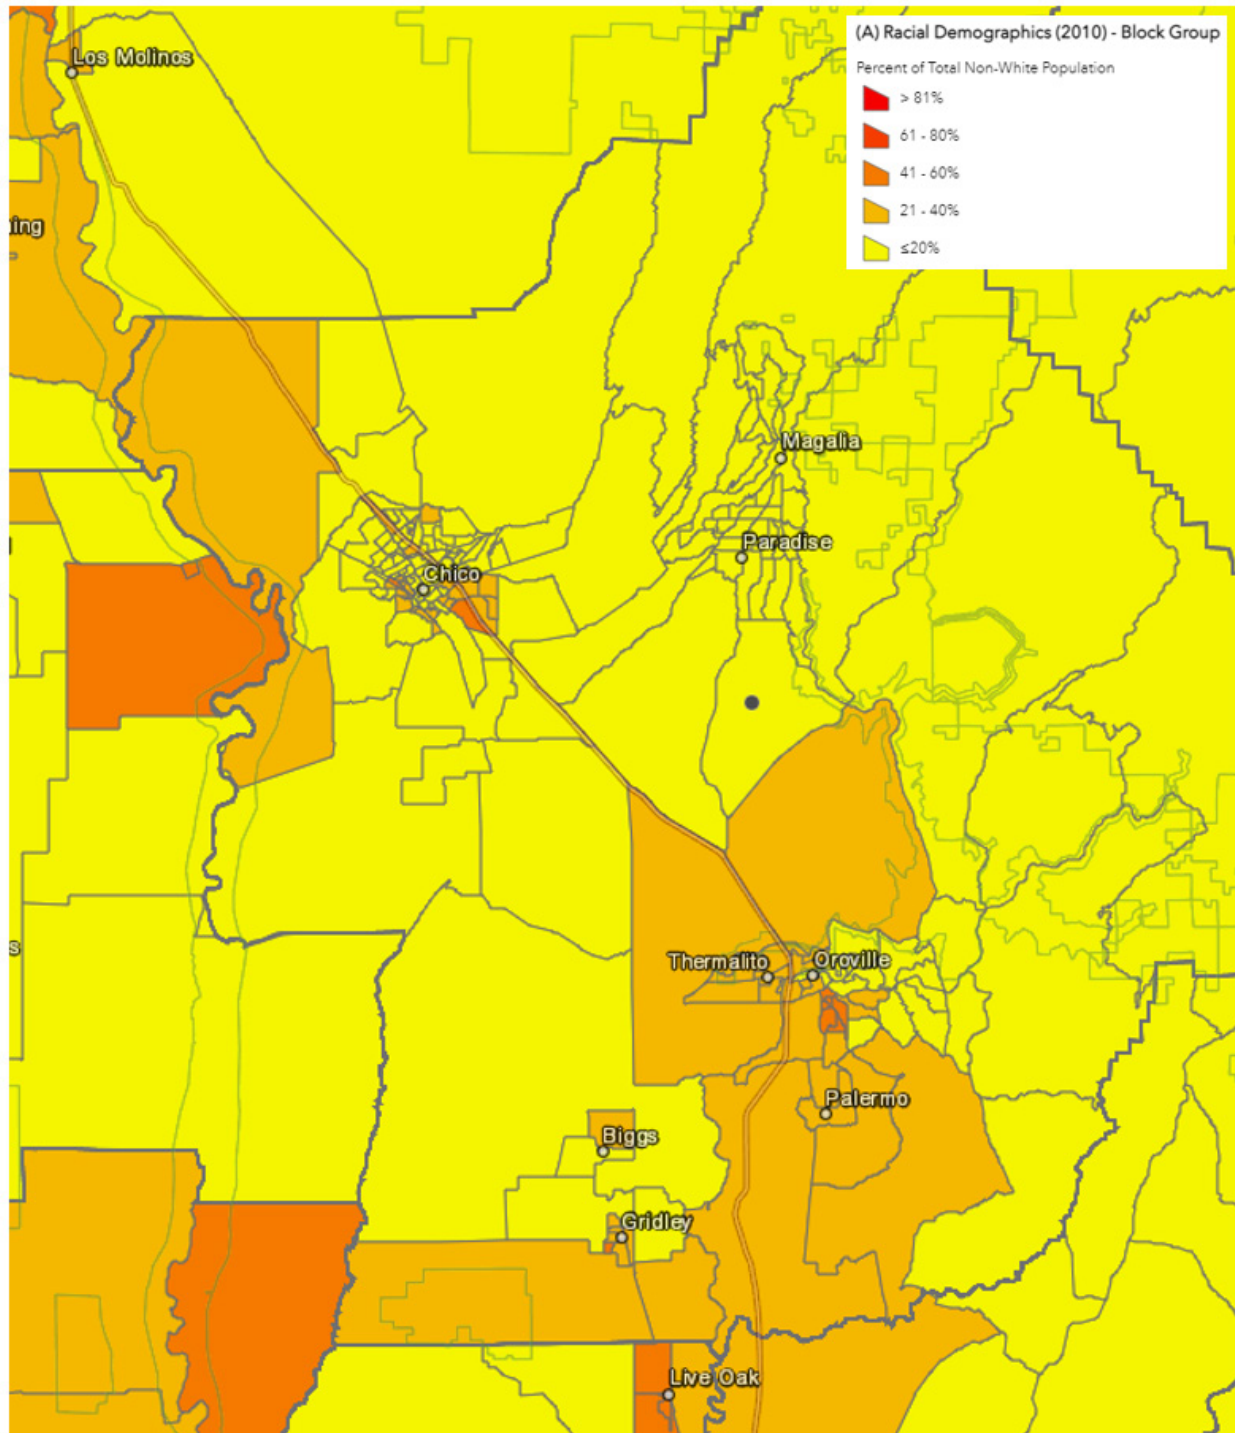 (A) Racial Demographics (2010) - Block Group
Percent of Total Non-White Population
> 81%
61 - 80%
41 - 60%
21 - 40%
≤20%
Los Molinos
ing
Magalia
Paradise
Chico
s
Thermalito
Oroville
Palermo
Biggs
Gridley
Live Oak